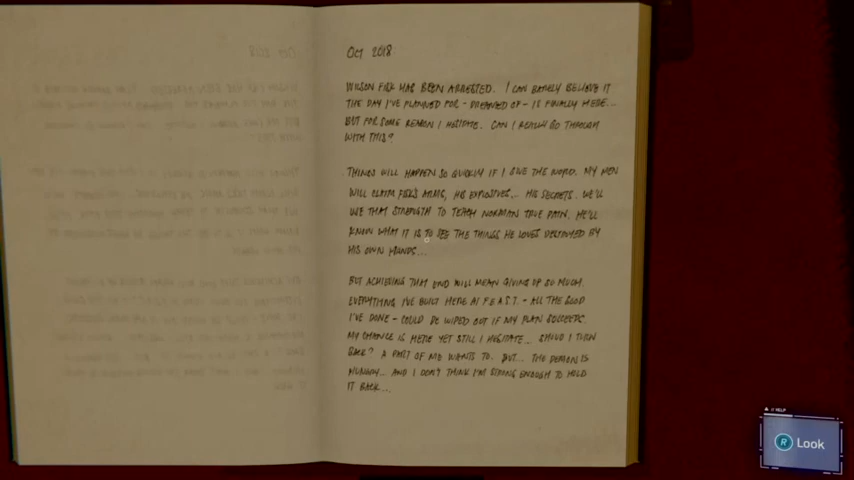 OCT 2018
WILSON FISK HAS BEEN ARRESTED. I CAN BARELY BELIEVE IT
THE DAY I'VE PLANNED FOR - DREAMED OF - IS FINALLY HERE...
BUT FOR SOME REASON I HESITATE. CAN I REALLY GO THROUGH
WITH THIS?
THINGS WILL HAPPEN SO QUICKLY IF I GIVE THE WORD. MY MEN
WILL CLAIM FISK'S ARMS, HIS EXPLOSIVES... HIS SECRETS. WE'LL
USE THAT STRENGTH TO TEACH NORMAN TRUE PAIN. HE'LL
KNOW WHAT IT IS TO SEE THE THINGS HE LOVES DESTROYED BY
HIS OWN HANDS...
BUT ACHIEVING THAT END WILL MEAN GIVING UP SO MUCH.
EVERYTHING I'VE BUILT HERE AT F.E.A.S.T. - ALL THE GOOD
I'VE DONE - COULD BE WIPED OUT IF MY PLAN SUCCEEDS.
MY CHANCE IS HERE YET STILL I HESITATE... SHOULD I TURN
BACK? A PART OF ME WANTS TO. BUT... THE DEMON IS
HUNGRY... AND I DON'T THINK I'M STRONG ENOUGH TO HOLD
IT BACK...
HELP
R Look